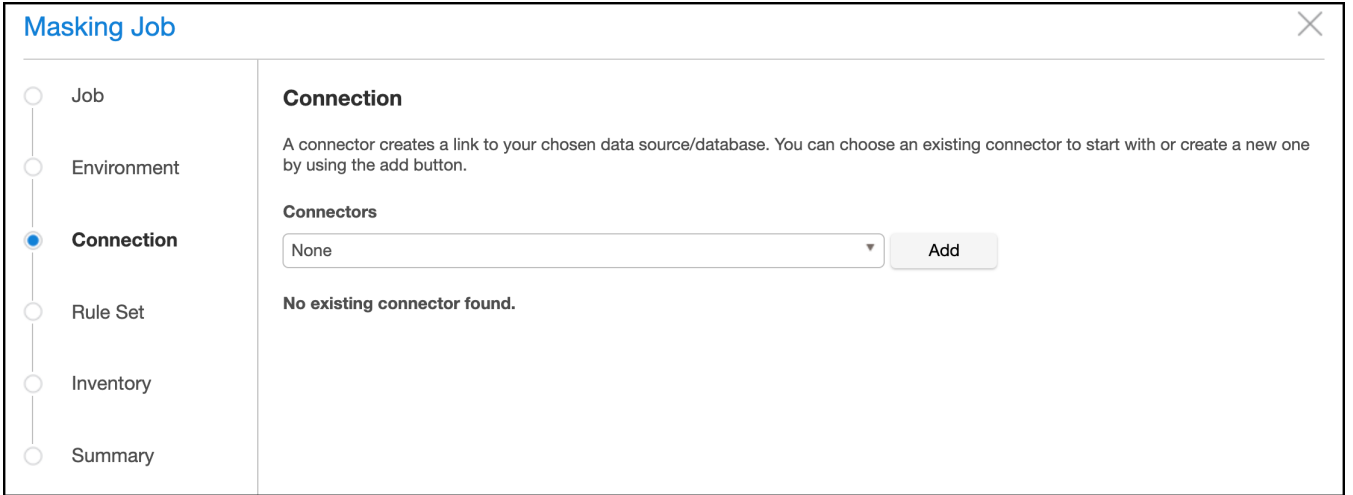 Masking Job
Job
Environment
Connection
Rule Set
Inventory
Summary
Connection
A connector creates a link to your chosen data source/database. You can choose an existing connector to start with or create a new one
by using the add button.
Connectors
None
Add
No existing connector found.